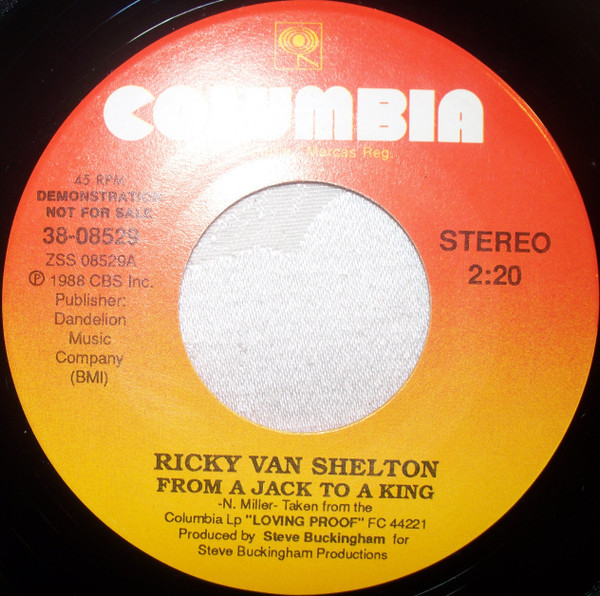 COLUMBIA
Marcas Reg.
45 RPM
DEMONSTRATION
NOT FOR SALE
38-08529
ZSS 08529A
℗ 1988 CBS Inc.
Publisher:
Dandelion
Music
Company
(BMI)
STEREO
2:20
RICKY VAN SHELTON
FROM A JACK TO A KING
-N. Miller- Taken from the
Columbia Lp "LOVING PROOF" FC 44221
Produced by Steve Buckingham for
Steve Buckingham Productions